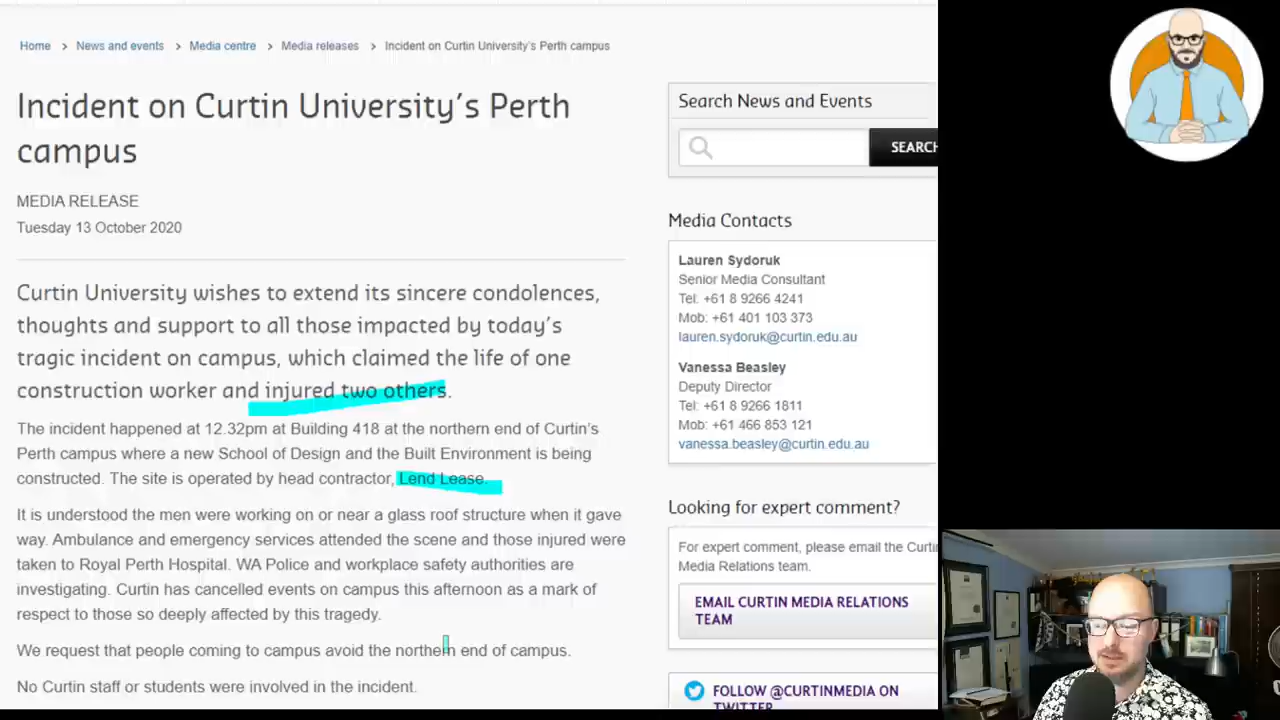 Home > News and events > Media centre > Media releases > Incident on Curtin University's Perth campus
Incident on Curtin University's Perth
campus
MEDIA RELEASE
Tuesday 13 October 2020
Curtin University wishes to extend its sincere condolences,
thoughts and support to all those impacted by today's
tragic incident on campus, which claimed the life of one
construction worker and injured two others.
The incident happened at 12.32pm at Building 418 at the northern end of Curtin's
Perth campus where a new School of Design and the Built Environment is being
constructed. The site is operated by head contractor, Lend Lease.
It is understood the men were working on or near a glass roof structure when it gave
way. Ambulance and emergency services attended the scene and those injured were
taken to Royal Perth Hospital. WA Police and workplace safety authorities are
investigating. Curtin has cancelled events on campus this afternoon as a mark of
respect to those so deeply affected by this tragedy.
We request that people coming to campus avoid the northern end of campus.
No Curtin staff or students were involved in the incident.
Search News and Events
SEARCH
Media Contacts
Lauren Sydoruk
Senior Media Consultant
Tel: +61 8 9266 4241
Mob: +61 401 103 373
lauren.sydoruk@curtin.edu.au
Vanessa Beasley
Deputy Director
Tel: +61 8 9266 1811
Mob: +61 466 853 121
vanessa.beasley@curtin.edu.au
Looking for expert comment?
For expert comment, please email the Curtin
Media Relations team.
EMAIL CURTIN MEDIA RELATIONS
TEAM
FOLLOW @CURTINMEDIA ON
TWITTER